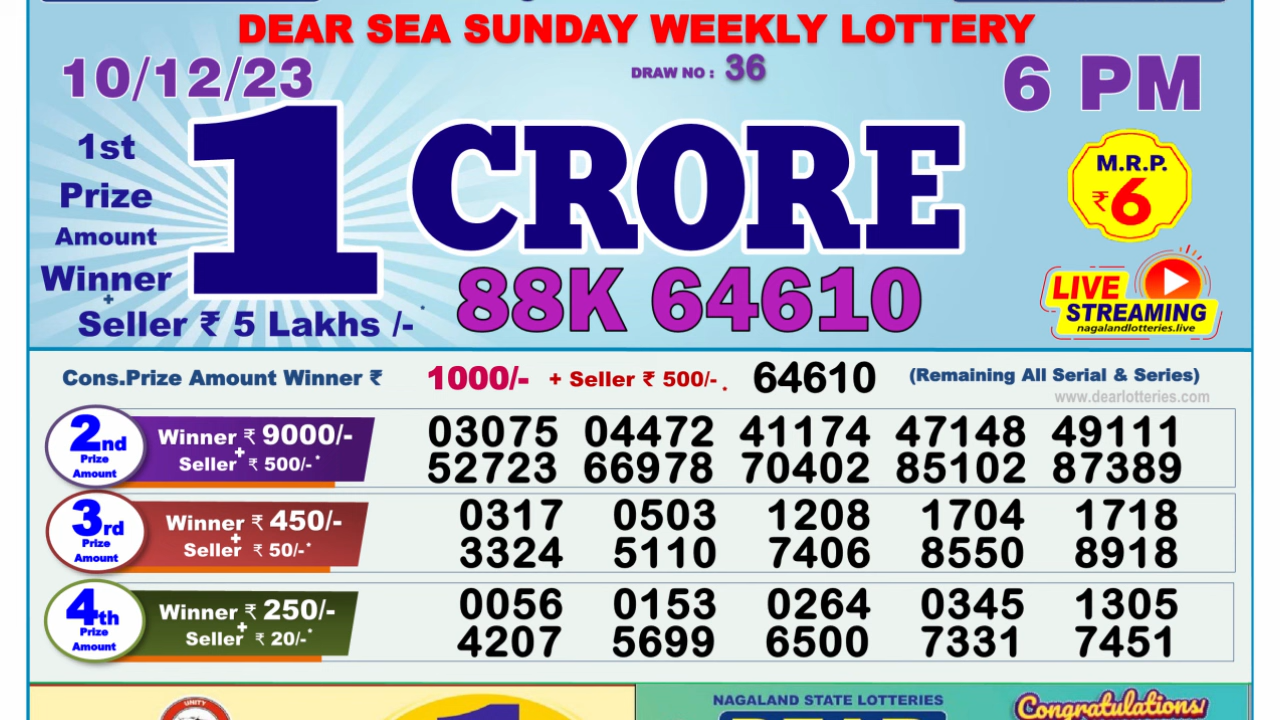 DEAR SEA SUNDAY WEEKLY LOTTERY
10/12/23
DRAW NO : 36
6 PM
1st
Prize
Amount
Winner
+
Seller ₹ 5 Lakhs /-
1 CRORE
88K 64610
M.R.P.
₹6
LIVE
STREAMING
nagalandlotteries.live
Cons.Prize Amount Winner ₹ 1000/- + Seller ₹ 500/-. 64610 (Remaining All Serial & Series)
www.dearlotteries.com
2nd
Prize
Amount
Winner ₹ 9000/-
+
Seller ₹ 500/-*
03075 04472 41174 47148 49111
52723 66978 70402 85102 87389
3rd
Prize
Amount
Winner ₹ 450/-
+
Seller ₹ 50/-*
0317 0503 1208 1704 1718
3324 5110 7406 8550 8918
4th
Prize
Amount
Winner ₹ 250/-
+
Seller ₹ 20/-*
0056 0153 0264 0345 1305
4207 5699 6500 7331 7451
UNITY
1
NAGALAND STATE LOTTERIES
DEAR
Congratulations!